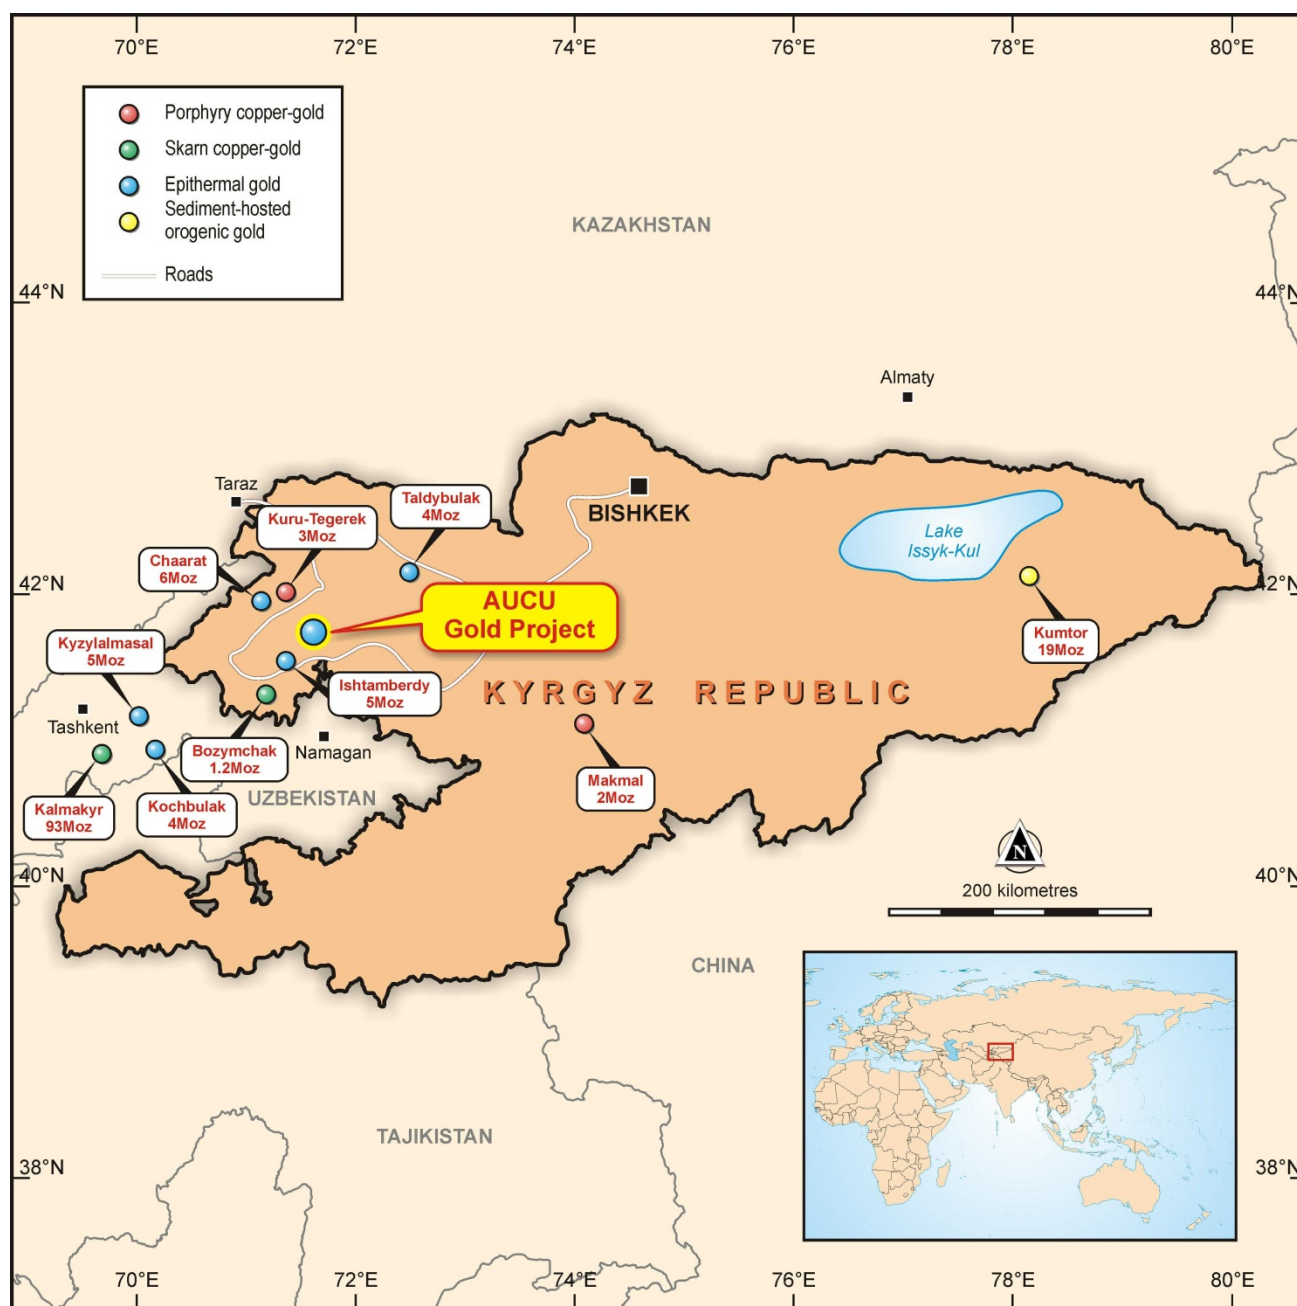 70°E
72°E
74°E
76°E
78°E
80°E
Porphyry copper-gold
Skarn copper-gold
Epithermal gold
Sediment-hosted
orogenic gold
Roads
KAZAKHSTAN
44°N
44°N
Almaty
Taraz
Taldybulak
4Moz
Kuru-Tegerek
3Moz
BISHKEK
Lake
Issyk-Kul
Chaarat
6Moz
42°N
42°N
AUCU
Gold Project
Kumtor
19Moz
Kyzylalmasal
5Moz
Ishtamberdy
5Moz
KYRGYZ REPUBLIC
Tashkent
Bozymchak
1.2Moz
Namagan
Makmal
2Moz
UZBEKISTAN
Kalmakyr
93Moz
Kochbulak
4Moz
N
40°N
40°N
200 kilometres
CHINA
TAJIKISTAN
38°N
38°N
70°E
72°E
74°E
76°E
78°E
80°E